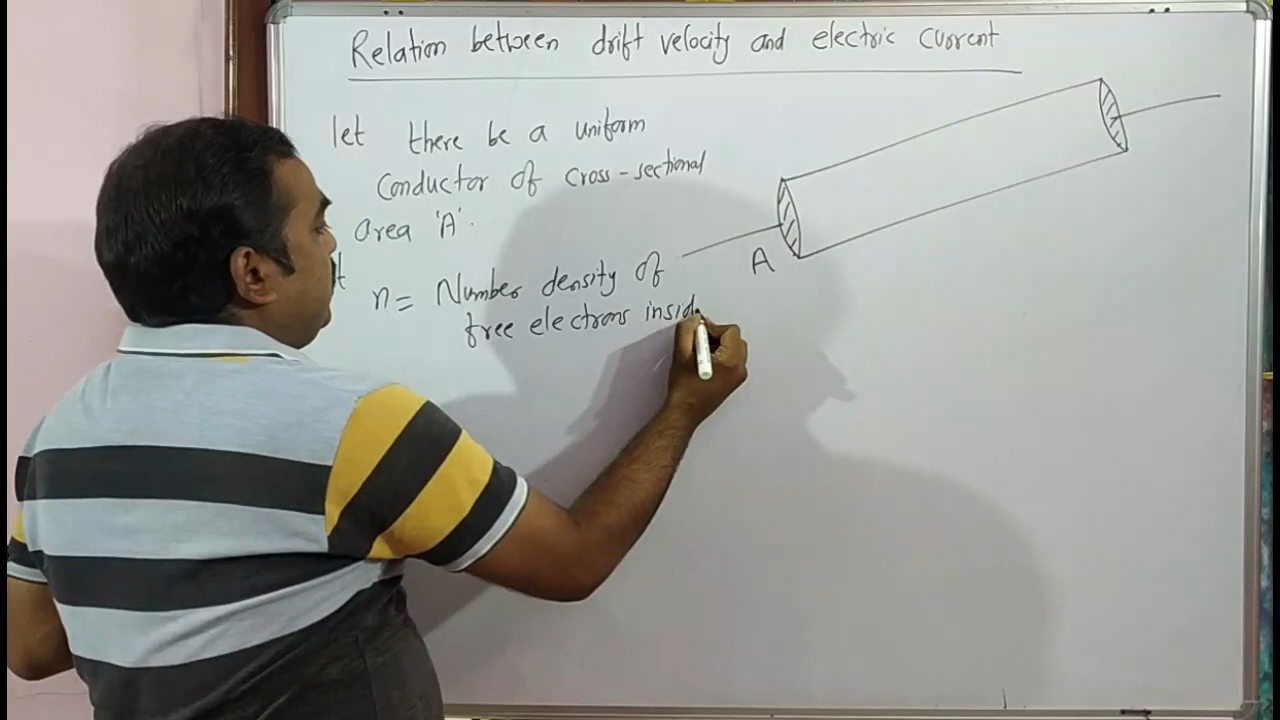 Relation between drift velocity and electric current
let there be a uniform
conductor of cross-sectional
area 'A'.
n = Number density of
free electrons insid
A